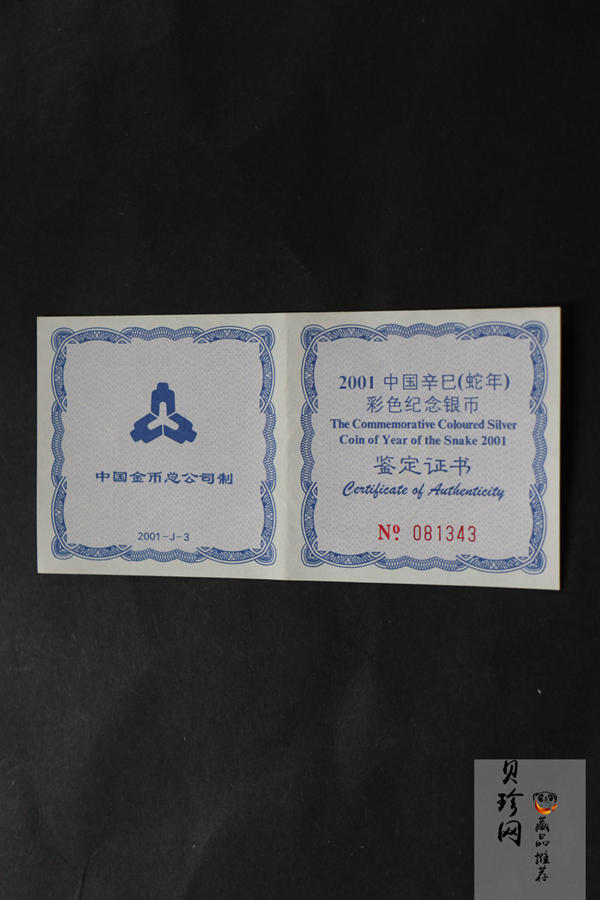 中国金币总公司制
2001-J-3
2001 中国辛巳(蛇年)
彩色纪念银币
The Commemorative Coloured Silver
Coin of Year of the Snake 2001
鉴定证书
Certificate of Authenticity
Nº 081343
贝珍网
藏品推荐